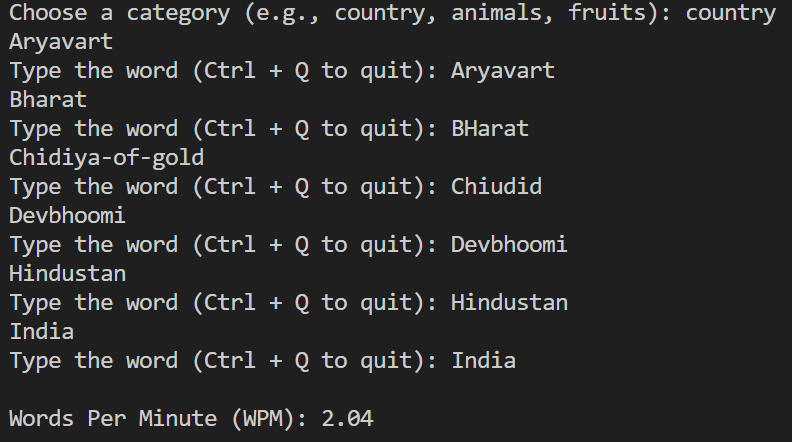 Choose a category (e.g., country, animals, fruits): country
Aryavart
Type the word (Ctrl + Q to quit): Aryavart
Bharat
Type the word (Ctrl + Q to quit): BHarat
Chidiya-of-gold
Type the word (Ctrl + Q to quit): Chiudid
Devbhoomi
Type the word (Ctrl + Q to quit): Devbhoomi
Hindustan
Type the word (Ctrl + Q to quit): Hindustan
India
Type the word (Ctrl + Q to quit): India
Words Per Minute (WPM): 2.04